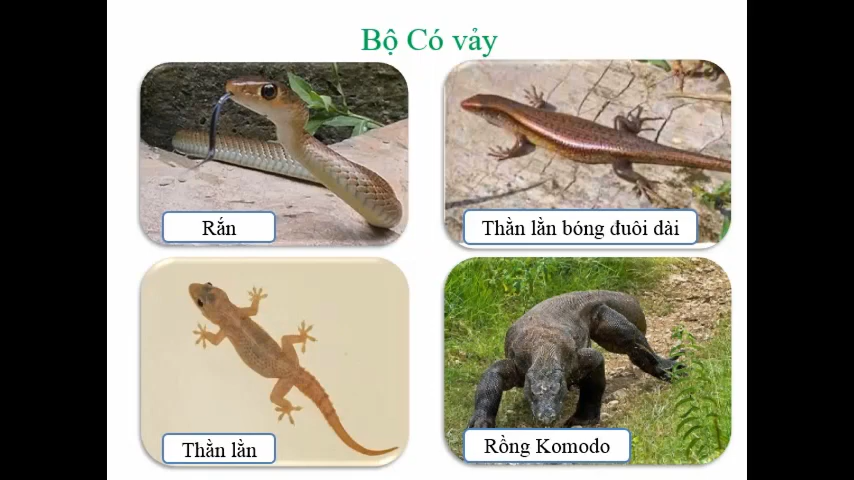 Bộ Có vảy
Rắn
Thằn lằn bóng đuôi dài
Thằn lằn
Rồng Komodo